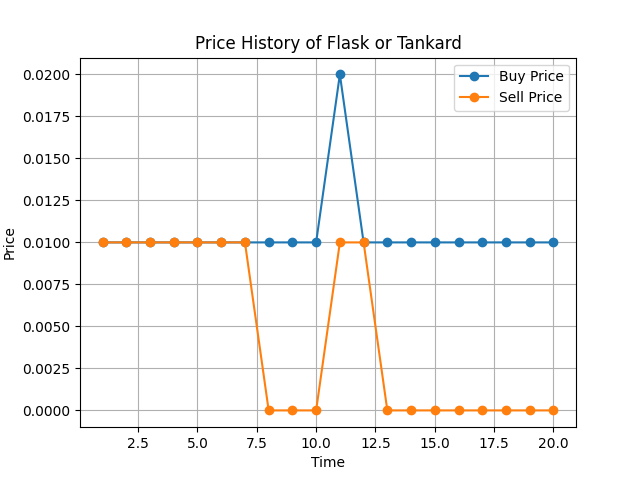 Price History of Flask or Tankard
Buy Price
Sell Price
Price
0.0200
0.0175
0.0150
0.0125
0.0100
0.0075
0.0050
0.0025
0.0000
2.5 5.0 7.5 10.0 12.5 15.0 17.5 20.0
Time